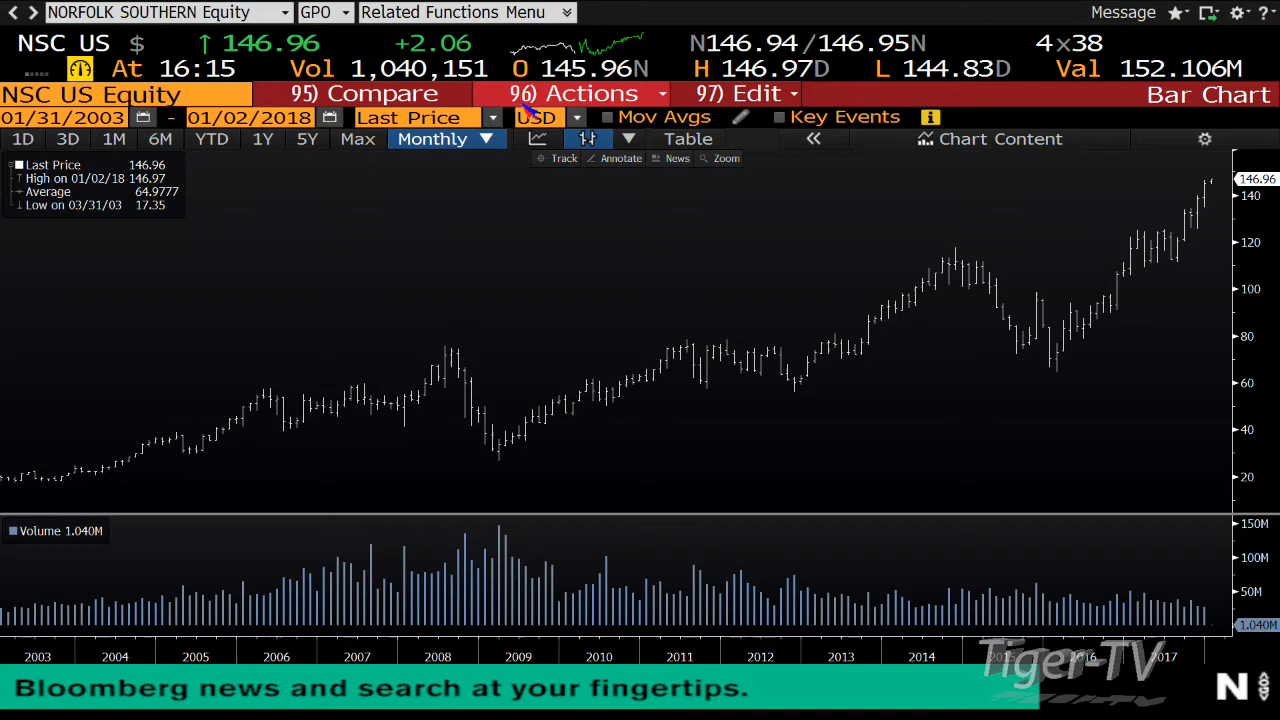 NORFOLK SOUTHERN Equity GPO Related Functions Menu Message ?
NSC US $ ↑ 146.96 +2.06 N146.94/146.95N 4x38
At 16:15 Vol 1,040,151 O 145.96N H 146.97D L 144.83D Val 152.106M
NSC US Equity 95) Compare 96) Actions 97) Edit Bar Chart
01/31/2003 - 01/02/2018 Last Price USD Mov Avgs Key Events i
1D 3D 1M 6M YTD 1Y 5Y Max Monthly ▼ Table « Chart Content
Track Annotate News Zoom
Last Price 146.96
High on 01/02/18 146.97
Average 64.9777
Low on 03/31/03 17.35
146.96
140
120
100
80
60
40
20
Volume 1.040M
150M
100M
50M
1.040M
2003 2004 2005 2006 2007 2008 2009 2010 2011 2012 2013 2014 2015 2016 2017
Tiger-TV
Bloomberg news and search at your fingertips.
N